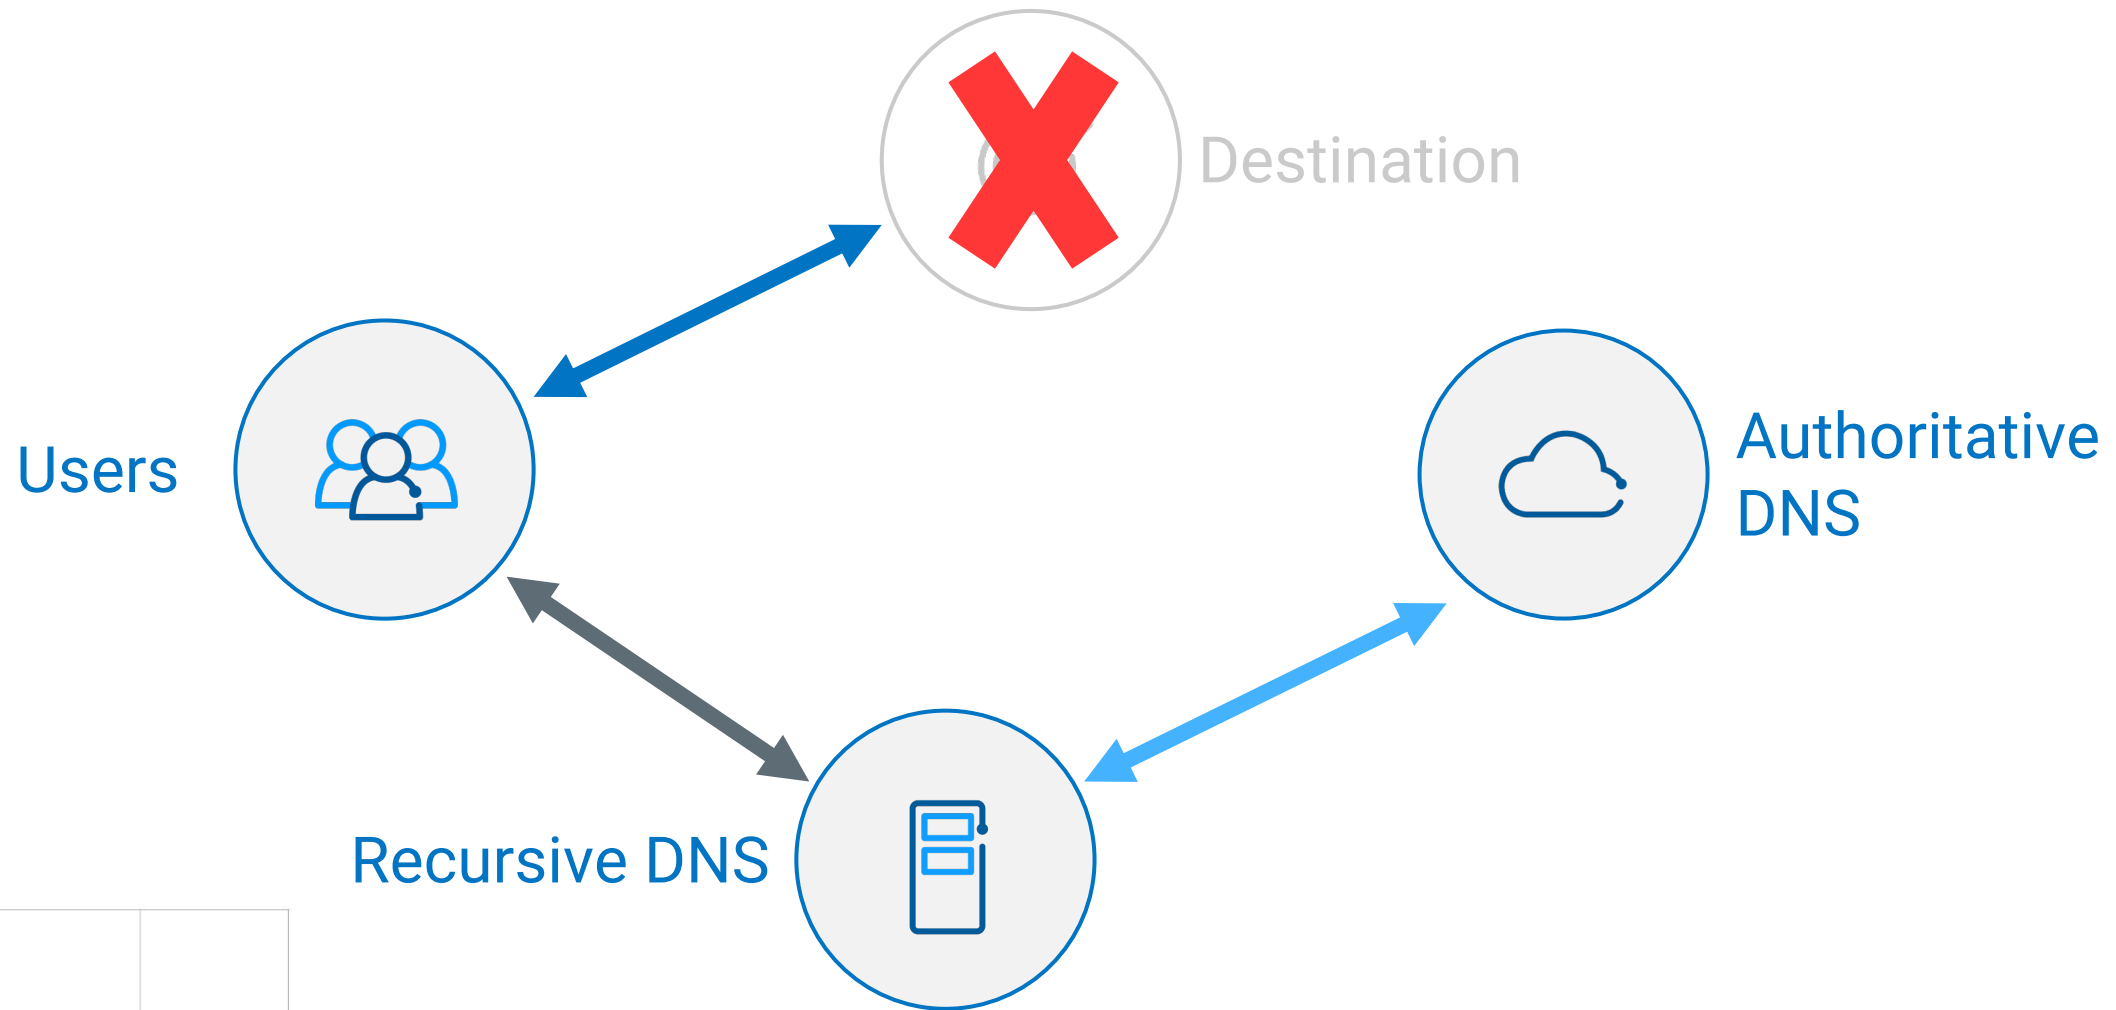 Destination
Users
Authoritative
DNS
Recursive DNS